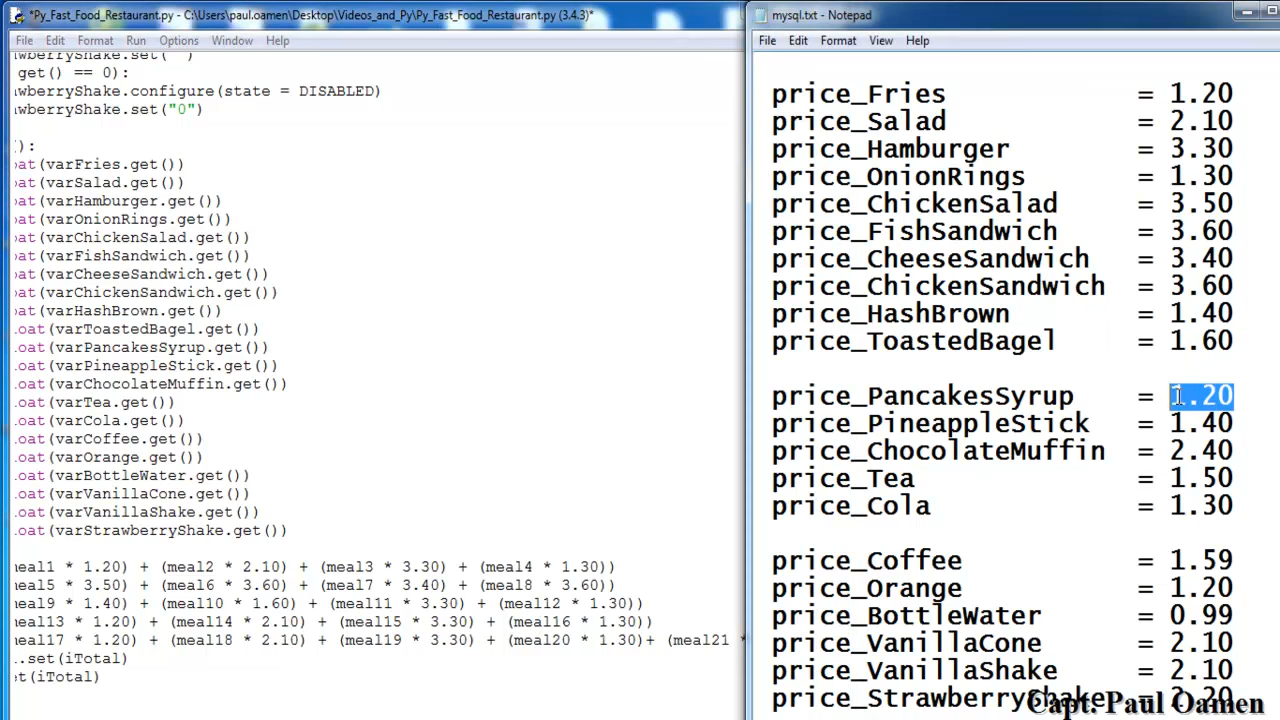 *Py_Fast_Food_Restaurant.py - C:\Users\paul.oamen\Desktop\Videos_and_Py\Py_Fast_Food_Restaurant.py (3.4.3)*
File Edit Format Run Options Window Help
wberryShake.set(" ")
get() == 0):
wberryShake.configure(state = DISABLED)
wberryShake.set("0")
):
at(varFries.get())
at(varSalad.get())
at(varHamburger.get())
at(varOnionRings.get())
at(varChickenSalad.get())
at(varFishSandwich.get())
at(varCheeseSandwich.get())
at(varChickenSandwich.get())
at(varHashBrown.get())
oat(varToastedBagel.get())
oat(varPancakesSyrup.get())
oat(varPineappleStick.get())
oat(varChocolateMuffin.get())
oat(varTea.get())
oat(varCola.get())
oat(varCoffee.get())
oat(varOrange.get())
oat(varBottleWater.get())
oat(varVanillaCone.get())
oat(varVanillaShake.get())
oat(varStrawberryShake.get())
meal1 * 1.20) + (meal2 * 2.10) + (meal3 * 3.30) + (meal4 * 1.30))
meal5 * 3.50) + (meal6 * 3.60) + (meal7 * 3.40) + (meal8 * 3.60))
meal9 * 1.40) + (meal10 * 1.60) + (meal11 * 3.30) + (meal12 * 1.30))
meal13 * 1.20) + (meal14 * 2.10) + (meal15 * 3.30) + (meal16 * 1.30))
meal17 * 1.20) + (meal18 * 2.10) + (meal19 * 3.30) + (meal20 * 1.30)+ (meal21 *
.set(iTotal)
et(iTotal)
mysql.txt - Notepad
File Edit Format View Help
price_Fries = 1.20
price_Salad = 2.10
price_Hamburger = 3.30
price_OnionRings = 1.30
price_ChickenSalad = 3.50
price_FishSandwich = 3.60
price_CheeseSandwich = 3.40
price_ChickenSandwich = 3.60
price_HashBrown = 1.40
price_ToastedBagel = 1.60
price_PancakesSyrup = 1.20
price_PineappleStick = 1.40
price_ChocolateMuffin = 2.40
price_Tea = 1.50
price_Cola = 1.30
price_Coffee = 1.59
price_Orange = 1.20
price_BottleWater = 0.99
price_VanillaCone = 2.10
price_VanillaShake = 2.10
price_StrawberryShake = 2.20
Capt: Paul Oamen